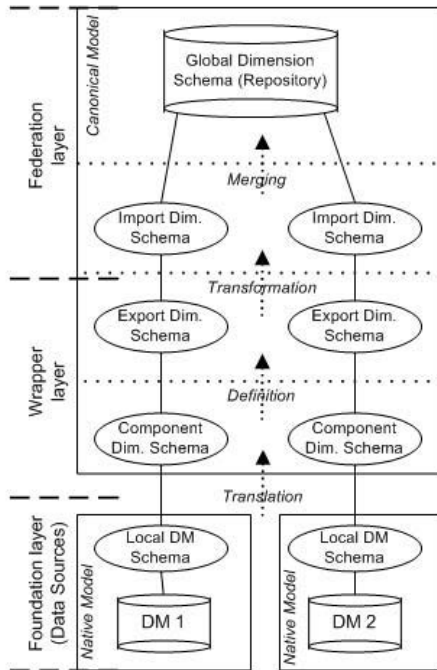 Global Dimension
Schema (Repository)
Canonical Model
Federation
layer
Merging
Import Dim.
Schema
Import Dim.
Schema
Transformation
Export Dim.
Schema
Export Dim.
Schema
Wrapper
layer
Definition
Component
Dim. Schema
Component
Dim. Schema
Translation
Foundation layer
(Data Sources)
Native Model
Local DM
Schema
DM 1
Native Model
Local DM
Schema
DM 2